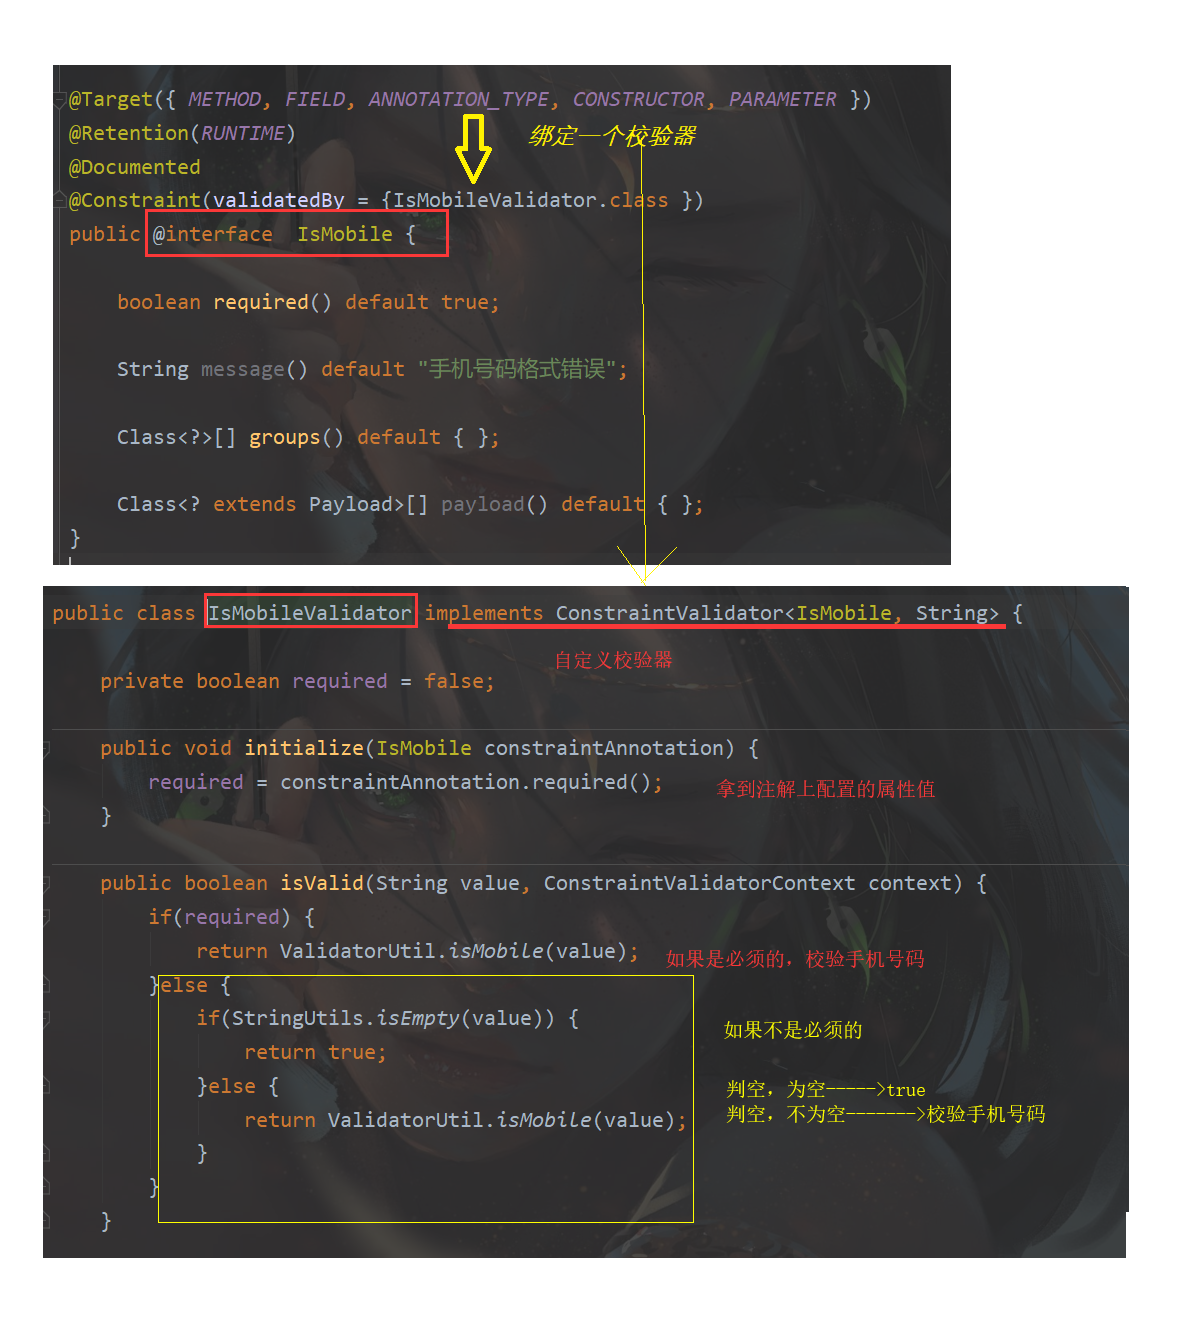 @Target({ METHOD, FIELD, ANNOTATION_TYPE, CONSTRUCTOR, PARAMETER })
@Retention(RUNTIME)
绑定一个校验器
@Documented
@Constraint(validatedBy = {IsMobileValidator.class })
public @interface  IsMobile {
boolean required() default true;
String message() default "手机号码格式错误";
Class<?>[] groups() default { };
Class<? extends Payload>[] payload() default { };
}
public class IsMobileValidator implements ConstraintValidator<IsMobile, String> {
自定义校验器
private boolean required = false;
public void initialize(IsMobile constraintAnnotation) {
required = constraintAnnotation.required();
拿到注解上配置的属性值
}
public boolean isValid(String value, ConstraintValidatorContext context) {
if(required) {
return ValidatorUtil.isMobile(value);
如果是必须的，校验手机号码
}else {
if(StringUtils.isEmpty(value)) {
如果不是必须的
return true;
}else {
判空，为空----->true
return ValidatorUtil.isMobile(value);
判空，不为空------->校验手机号码
}
}
}